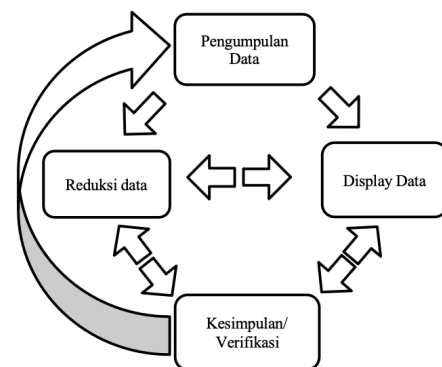 Pengumpulan
Data
Reduksi data
Display Data
Kesimpulan/
Verifikasi